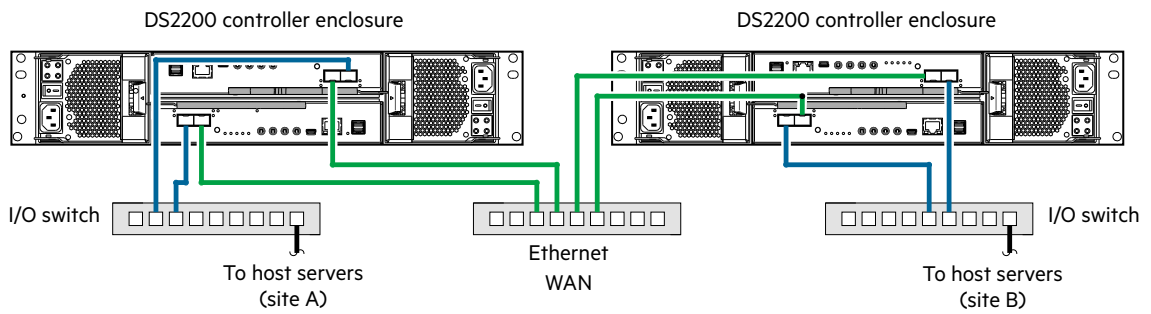 DS2200 controller enclosure
DS2200 controller enclosure
I/O switch
I/O switch
Ethernet
WAN
To host servers
(site A)
To host servers
(site B)